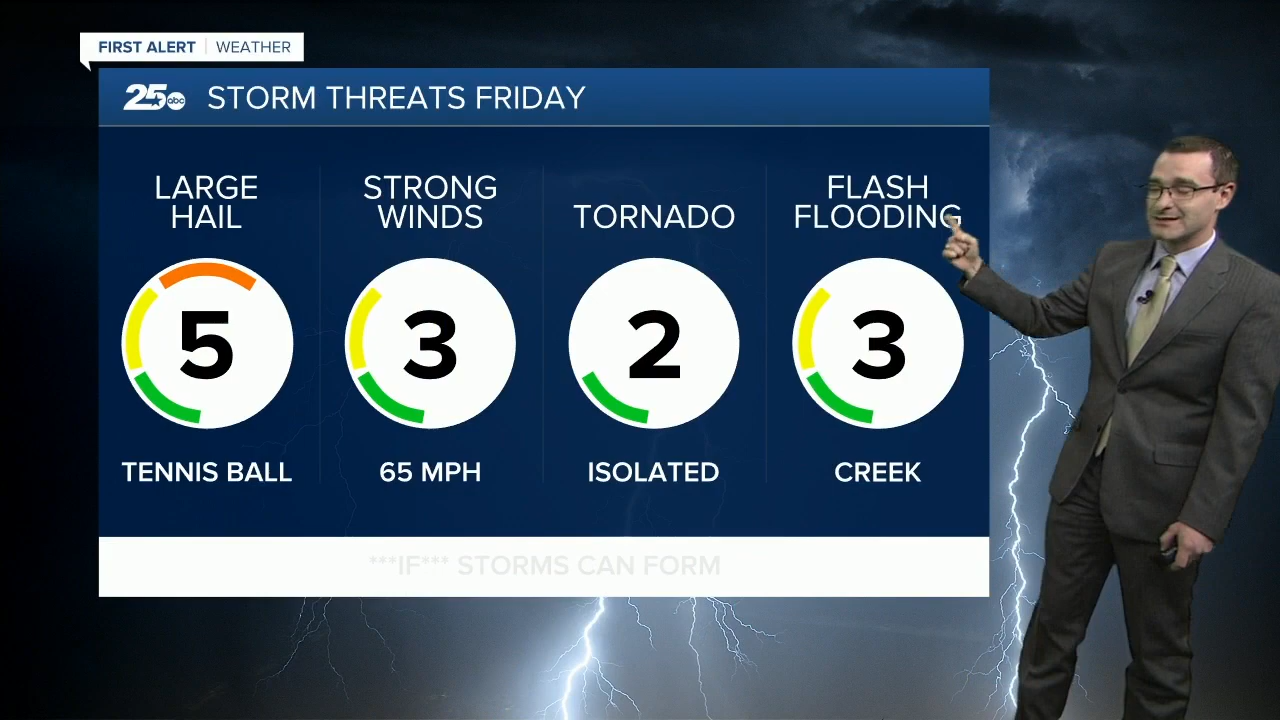 FIRST ALERT | WEATHER
25 abc STORM THREATS FRIDAY
LARGE
HAIL
5
TENNIS BALL
STRONG
WINDS
3
65 MPH
TORNADO
2
ISOLATED
FLASH
FLOODING
3
CREEK
***IF*** STORMS CAN FORM